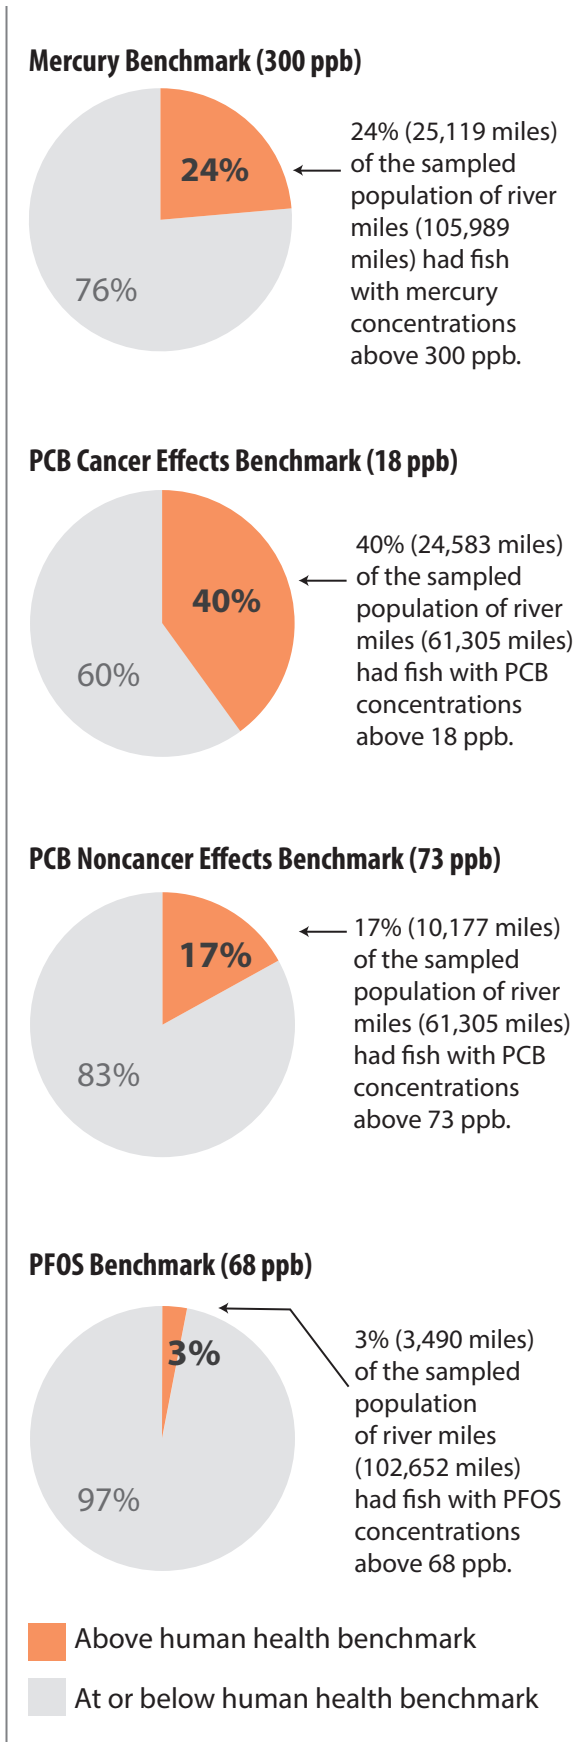 Mercury Benchmark (300 ppb)
24%
76%
24% (25,119 miles)
of the sampled
population of river
miles (105,989
miles) had fish
with mercury
concentrations
above 300 ppb.
PCB Cancer Effects Benchmark (18 ppb)
40%
60%
40% (24,583 miles)
of the sampled
population of river
miles (61,305 miles)
had fish with PCB
concentrations
above 18 ppb.
PCB Noncancer Effects Benchmark (73 ppb)
17%
83%
17% (10,177 miles)
of the sampled
population of river
miles (61,305 miles)
had fish with PCB
concentrations
above 73 ppb.
PFOS Benchmark (68 ppb)
3%
97%
3% (3,490 miles)
of the sampled
population
of river miles
(102,652 miles)
had fish with PFOS
concentrations
above 68 ppb.
Above human health benchmark
At or below human health benchmark